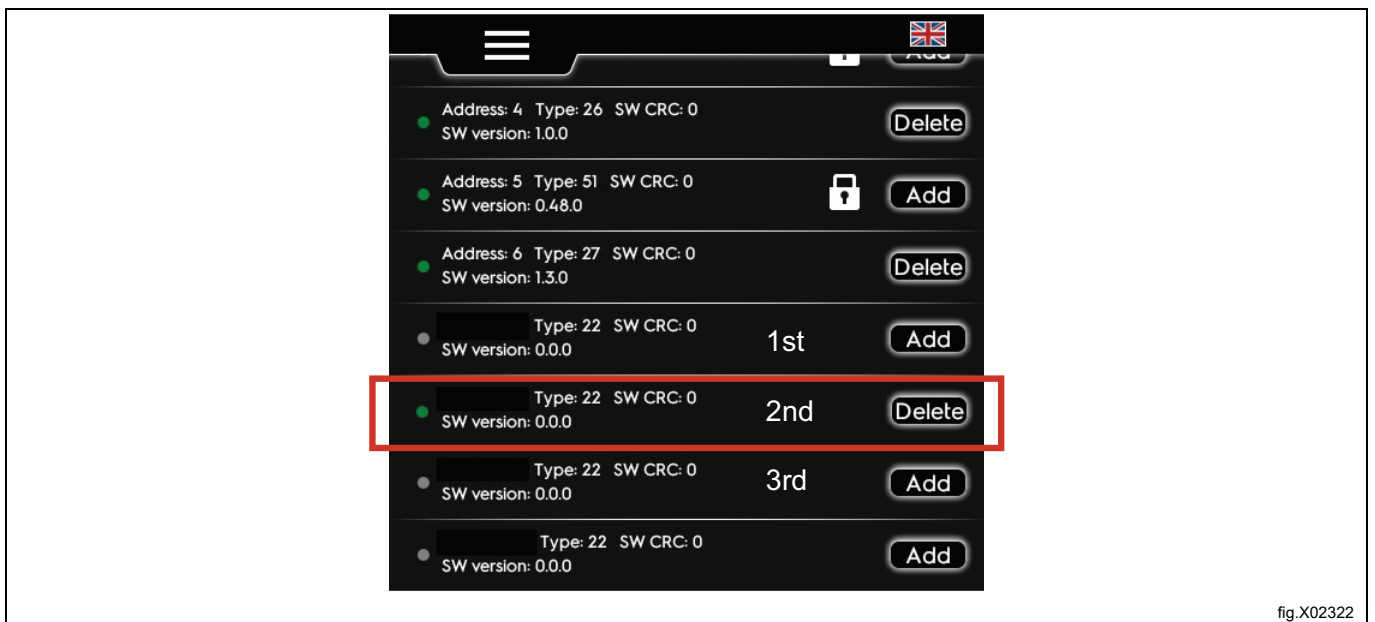 Add
Address: 4 Type: 26 SW CRC: 0
SW version: 1.0.0
Delete
Address: 5 Type: 51 SW CRC: 0
SW version: 0.48.0
Add
Address: 6 Type: 27 SW CRC: 0
SW version: 1.3.0
Delete
Type: 22 SW CRC: 0
SW version: 0.0.0
1st
Add
Type: 22 SW CRC: 0
SW version: 0.0.0
2nd
Delete
Type: 22 SW CRC: 0
SW version: 0.0.0
3rd
Add
Type: 22 SW CRC: 0
SW version: 0.0.0
Add
fig.X02322